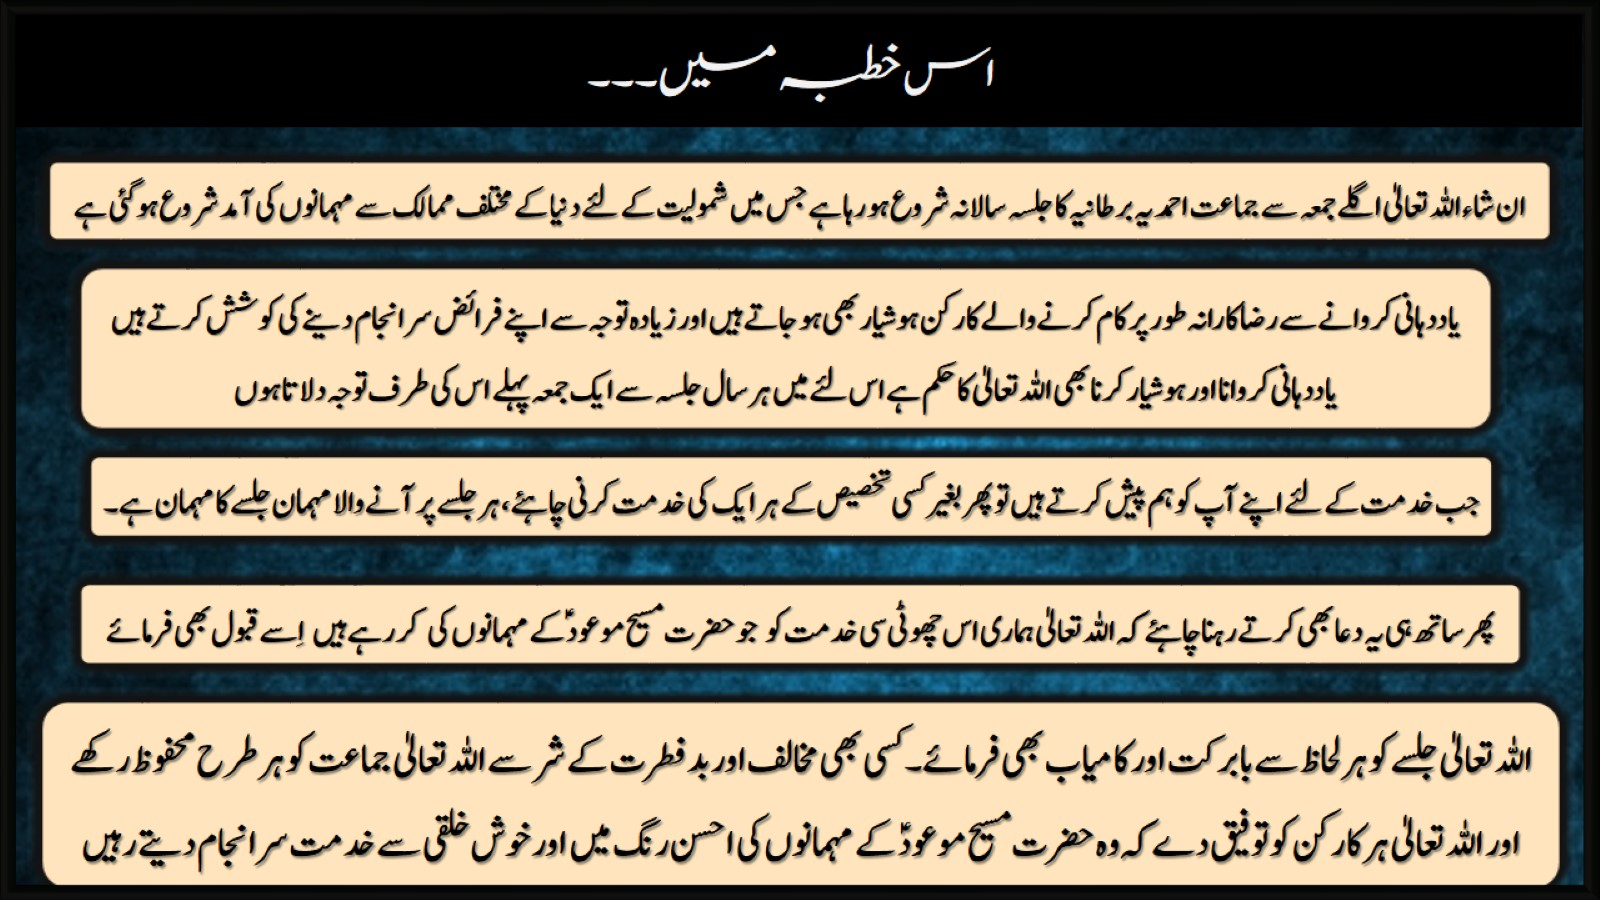 اس خطبہ میں۔۔۔
ان شاءاللہ تعالیٰ اگلے جمعہ سے جماعت احمدیہ برطانیہ کا جلسہ سالانہ شروع ہو رہا ہے جس میں شمولیت کے لئے دنیا کے مختلف ممالک سے مہمانوں کی آمد شروع ہو گئی ہے
یاددہانی کروانے سے رضاکارانہ طور پر کام کرنے والے کارکن ہوشیار بھی ہو جاتے ہیں اور زیادہ توجہ سے اپنے فرائض سرانجام دینے کی کوشش کرتے ہیں
یاددہانی کروانا اور ہوشیار کرنا بھی اللہ تعالیٰ کا حکم ہے اس لئے میں ہر سال جلسہ سے ایک جمعہ پہلے اس کی طرف توجہ دلاتا ہوں
جب خدمت کے لئے اپنے آپ کو ہم پیش کرتے ہیں تو پھر بغیر کسی تخصیص کے ہر ایک کی خدمت کرنی چاہئے، ہر جلسے پر آنے والا مہمان جلسے کا مہمان ہے۔
پھر ساتھ ہی یہ دعا بھی کرتے رہنا چاہئے کہ اللہ تعالیٰ ہماری اس چھوٹی سی خدمت کو جو حضرت مسیح موعودؑ کے مہمانوں کی کر رہے ہیں اِسے قبول بھی فرمائے
اللہ تعالیٰ جلسے کو ہر لحاظ سے بابرکت اور کامیاب بھی فرمائے۔ کسی بھی مخالف اور بد فطرت کے شر سے اللہ تعالیٰ جماعت کو ہر طرح محفوظ رکھے
اور اللہ تعالیٰ ہر کارکن کو توفیق دے کہ وہ حضرت مسیح موعودؑ کے مہمانوں کی احسن رنگ میں اور خوش خلقی سے خدمت سرانجام دیتے رہیں